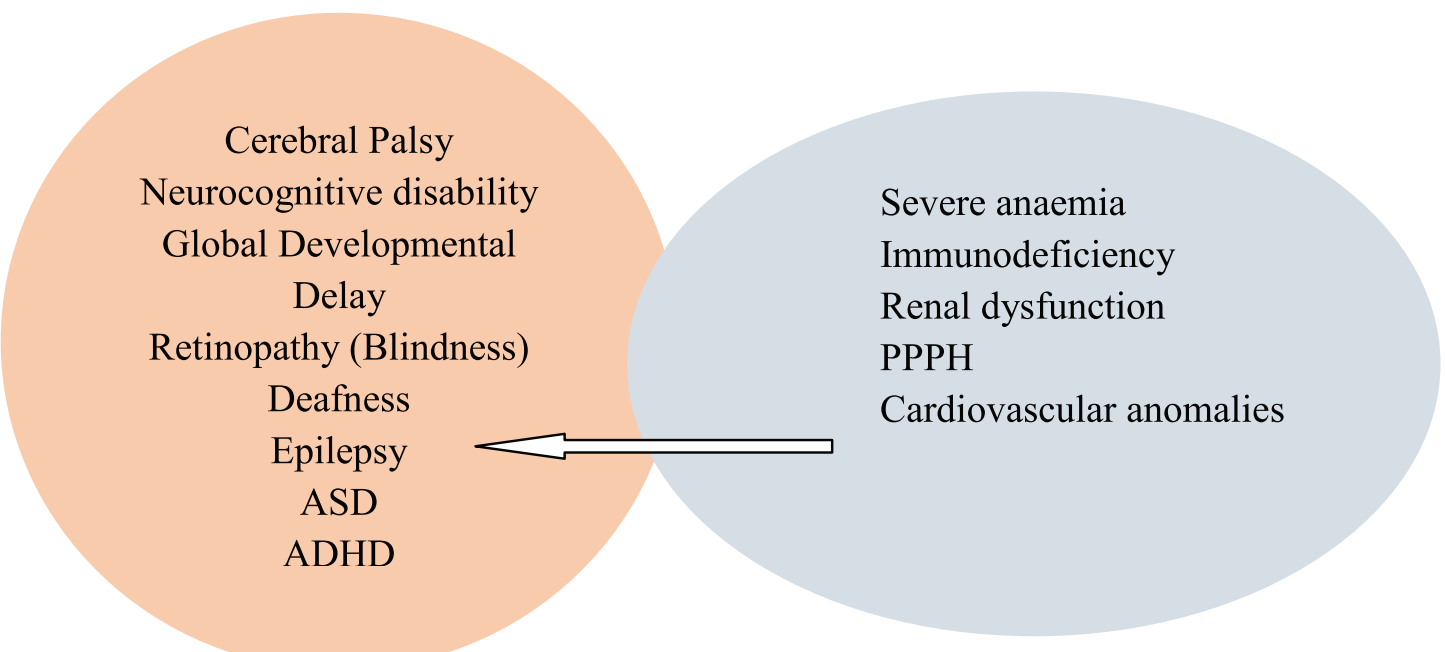 Cerebral Palsy
Neurocognitive disability
Global Developmental
Delay
Retinopathy (Blindness)
Deafness
Epilepsy
ASD
ADHD
Severe anaemia
Immunodeficiency
Renal dysfunction
PPPH
Cardiovascular anomalies